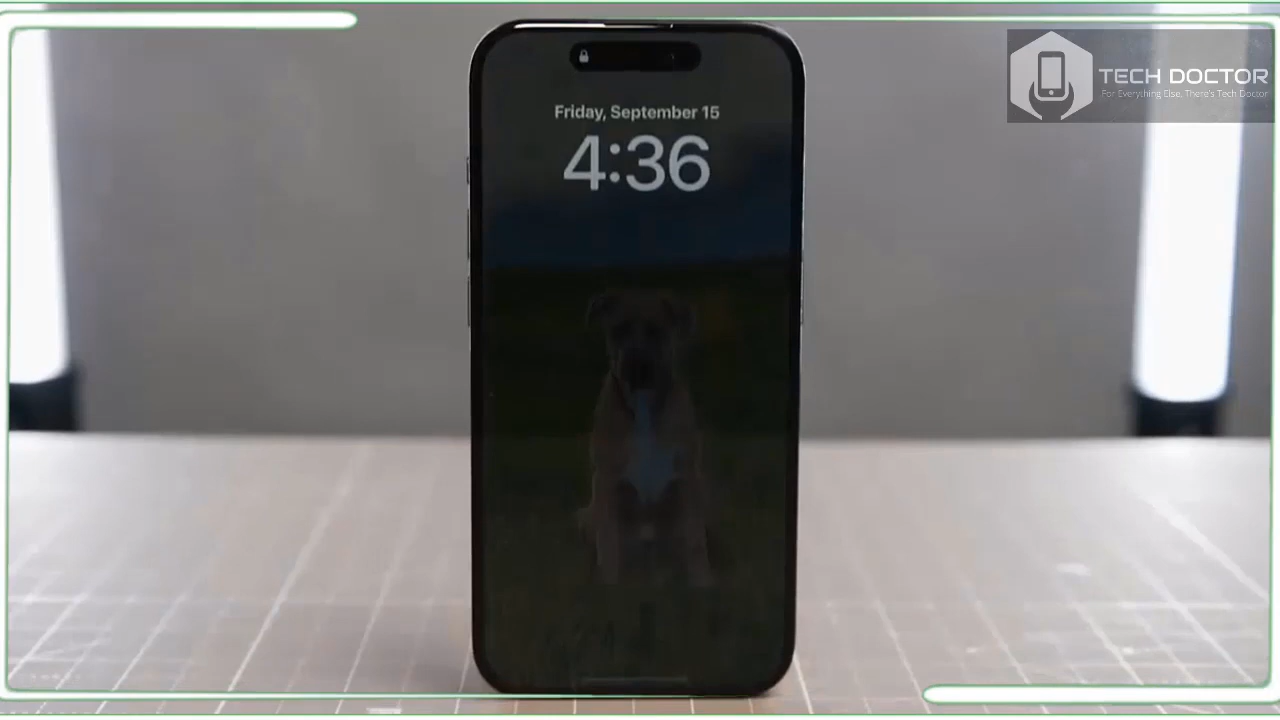 TECH DOCTOR
For Everything Else, There's Tech Doctor
Friday, September 15
4:36